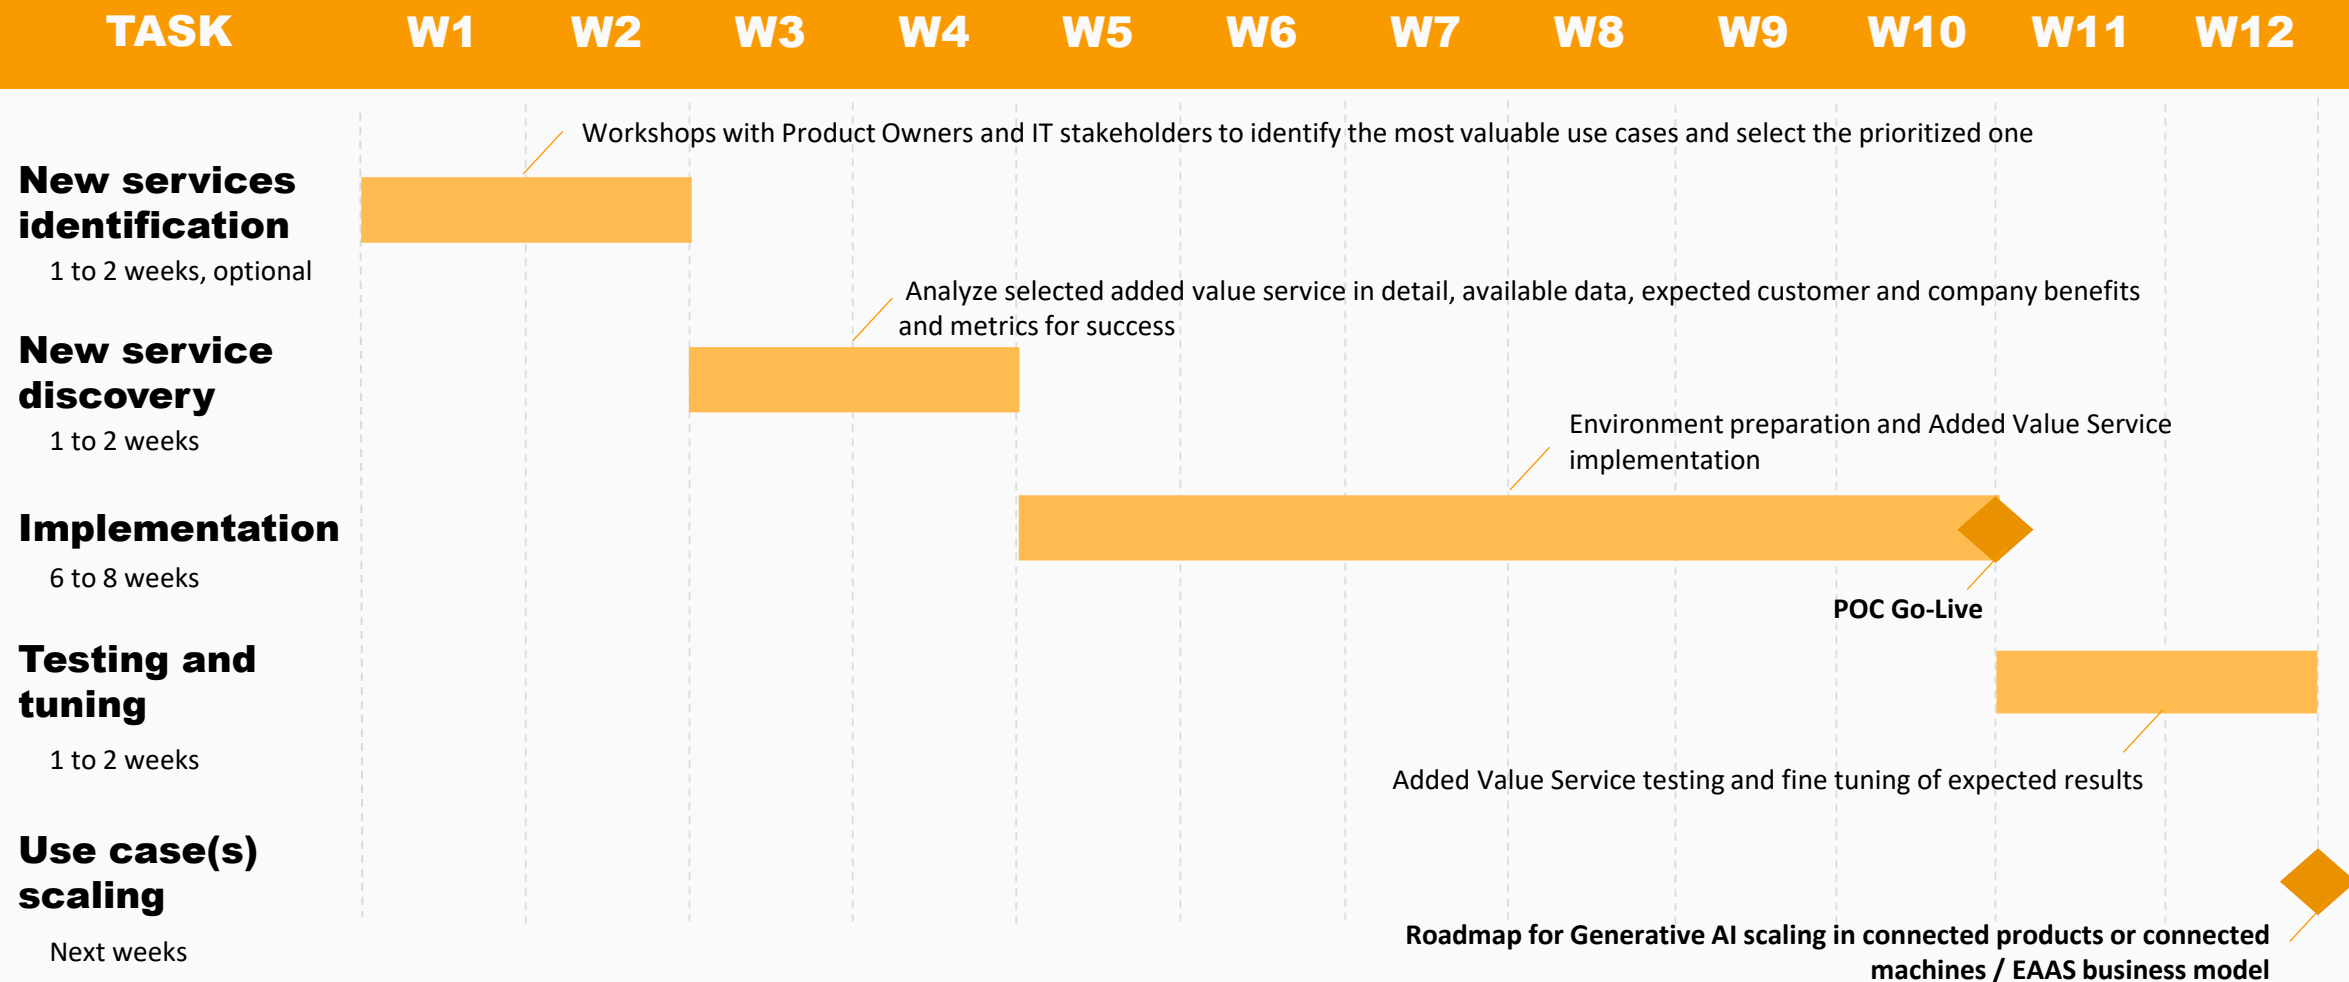 TASK W1 W2 W3 W4 W5 W6 W7 W8 W9 W10 W11 W12
Workshops with Product Owners and IT stakeholders to identify the most valuable use cases and select the prioritized one
New services
identification
1 to 2 weeks, optional
Analyze selected added value service in detail, available data, expected customer and company benefits
and metrics for success
New service
discovery
1 to 2 weeks
Environment preparation and Added Value Service
implementation
Implementation
6 to 8 weeks
POC Go-Live
Testing and
tuning
1 to 2 weeks
Added Value Service testing and fine tuning of expected results
Use case(s)
scaling
Next weeks
Roadmap for Generative AI scaling in connected products or connected
machines / EAAS business model